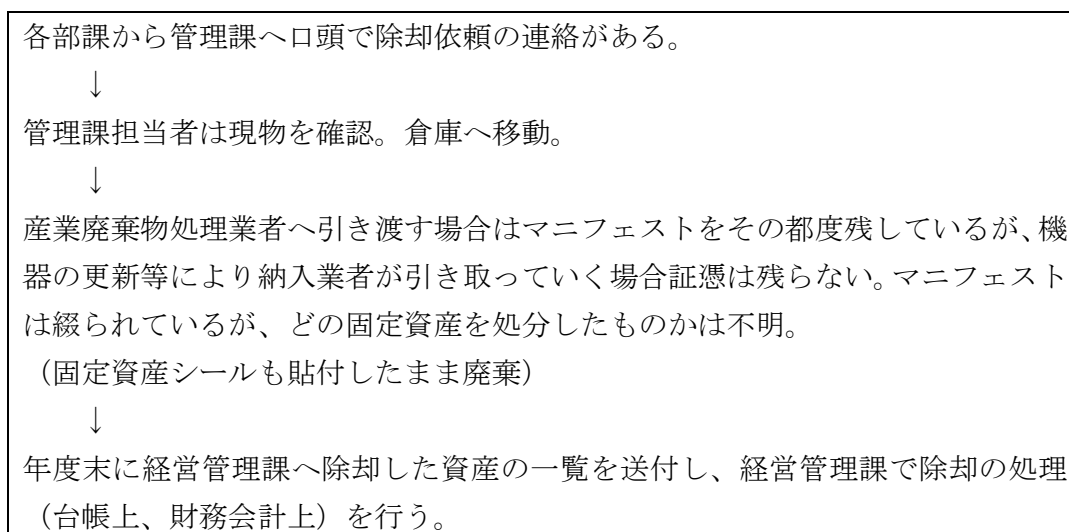 各部課から管理課へ口頭で除却依頼の連絡がある。
↓
管理課担当者は現物を確認。倉庫へ移動。
↓
産業廃棄物処理業者へ引き渡す場合はマニフェストをその都度残しているが、機
器の更新等により納入業者が引き取っていく場合証憑は残らない。マニフェスト
は綴られているが、どの固定資産を処分したものかは不明。
（固定資産シールも貼付したまま廃棄）
↓
年度末に経営管理課へ除却した資産の一覧を送付し、経営管理課で除却の処理
（台帳上、財務会計上）を行う。